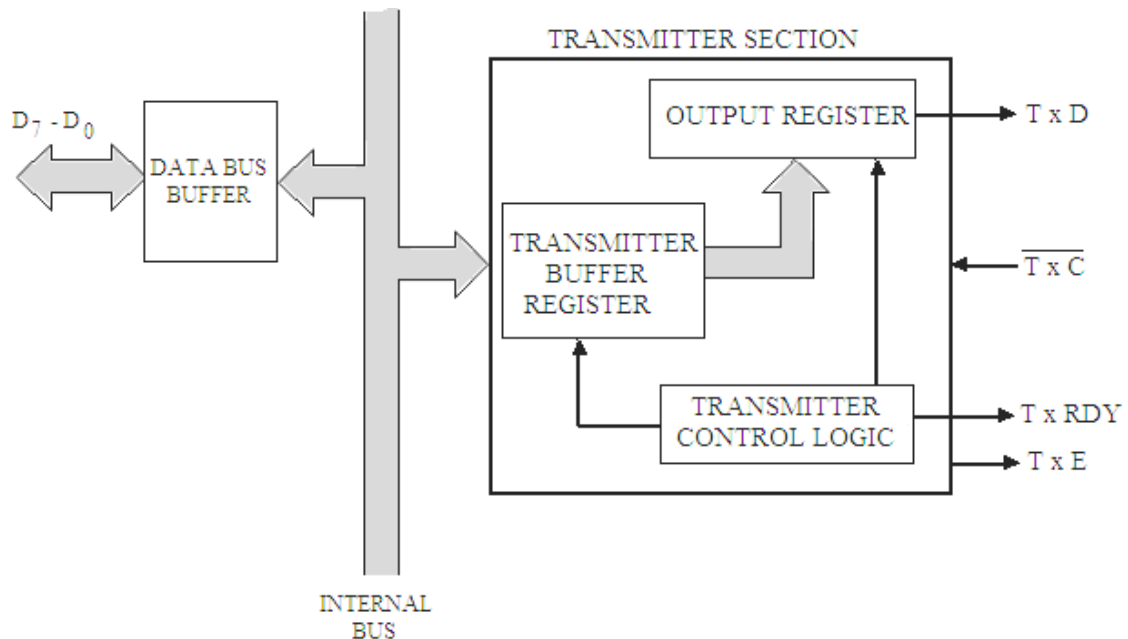 TRANSMITTER SECTION
D7 - D0
DATA BUS
BUFFER
OUTPUT REGISTER
T x D
TRANSMITTER
BUFFER
REGISTER
T x C
TRANSMITTER
CONTROL LOGIC
T x RDY
T x E
INTERNAL
BUS